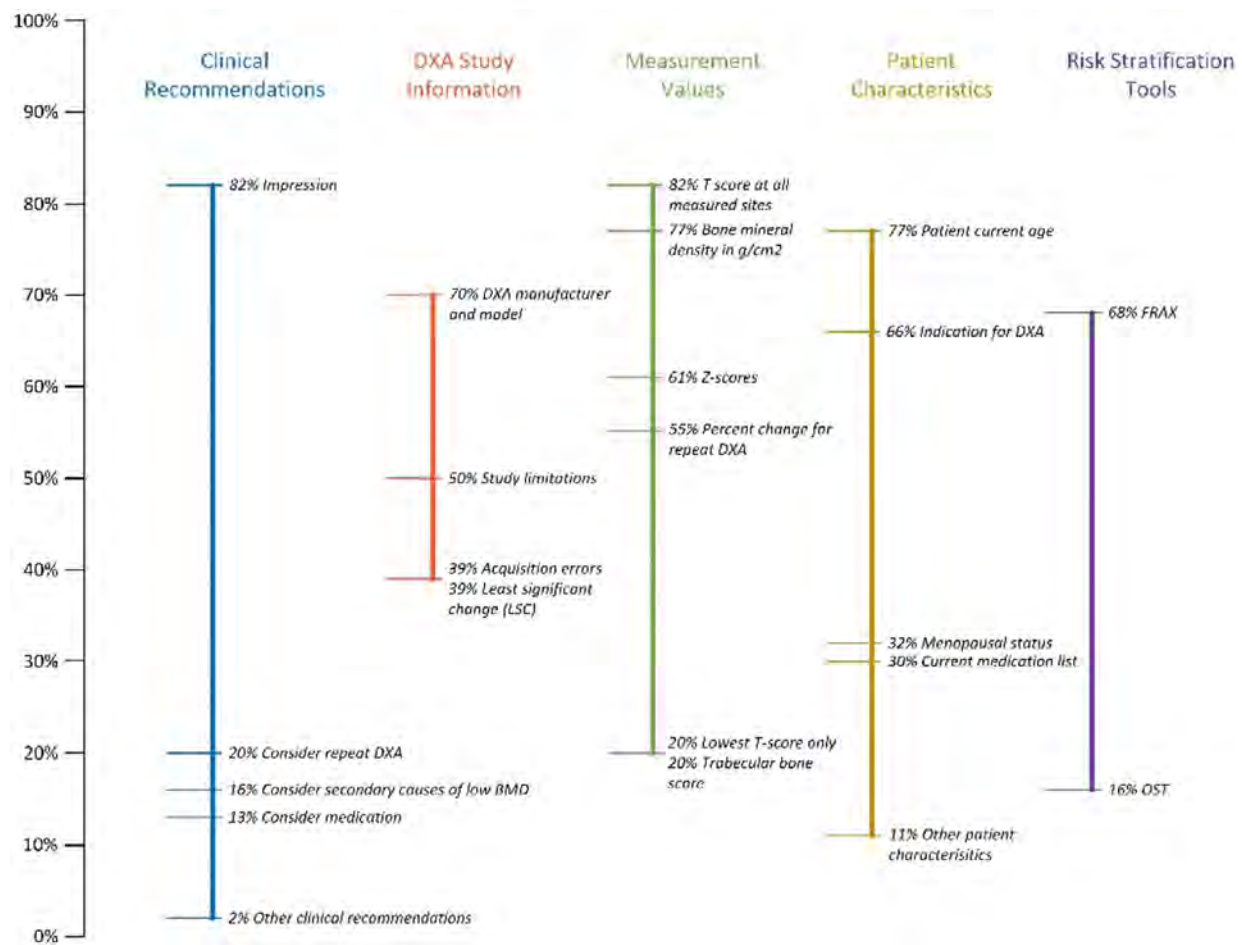 100%
90%
80%
70%
60%
50%
40%
30%
20%
10%
0%
Clinical
Recommendations
82% Impression
20% Consider repeat DXA
16% Consider secondary causes of low BMD
13% Consider medication
2% Other clinical recommendations
DXA Study
Information
70% DXA manufacturer
and model
50% Study limitations
39% Acquisition errors
39% Least significant
change (LSC)
Measurement
Values
82% T score at all
measured sites
77% Bone mineral
density in g/cm2
61% Z-scores
55% Percent change for
repeat DXA
20% Lowest T-score only
20% Trabecular bone
score
Patient
Characteristics
77% Patient current age
66% Indication for DXA
32% Menopausal status
30% Current medication list
11% Other patient
characterisitics
Risk Stratification
Tools
68% FRAX
16% OST